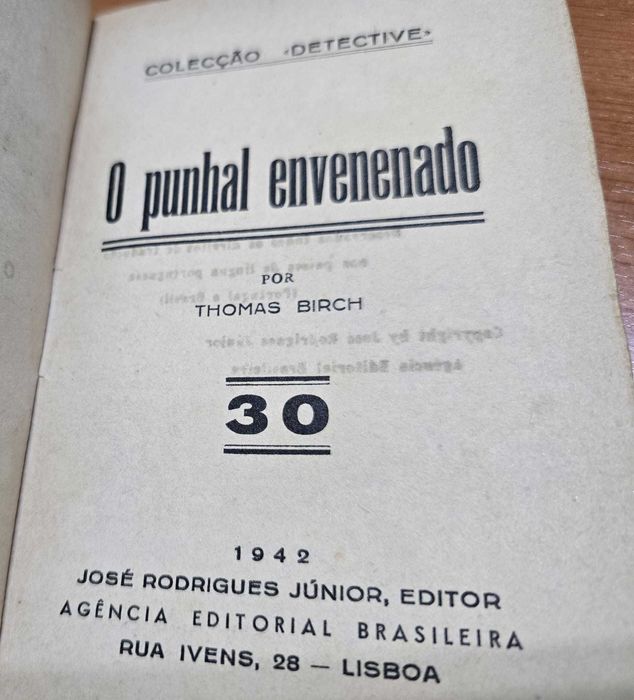 COLECÇÃO «DETECTIVE»
O punhal envenenado
POR
THOMAS BIRCH
30
1942
JOSÉ RODRIGUES JÚNIOR, EDITOR
AGÊNCIA EDITORIAL BRASILEIRA
RUA IVENS, 28 — LISBOA